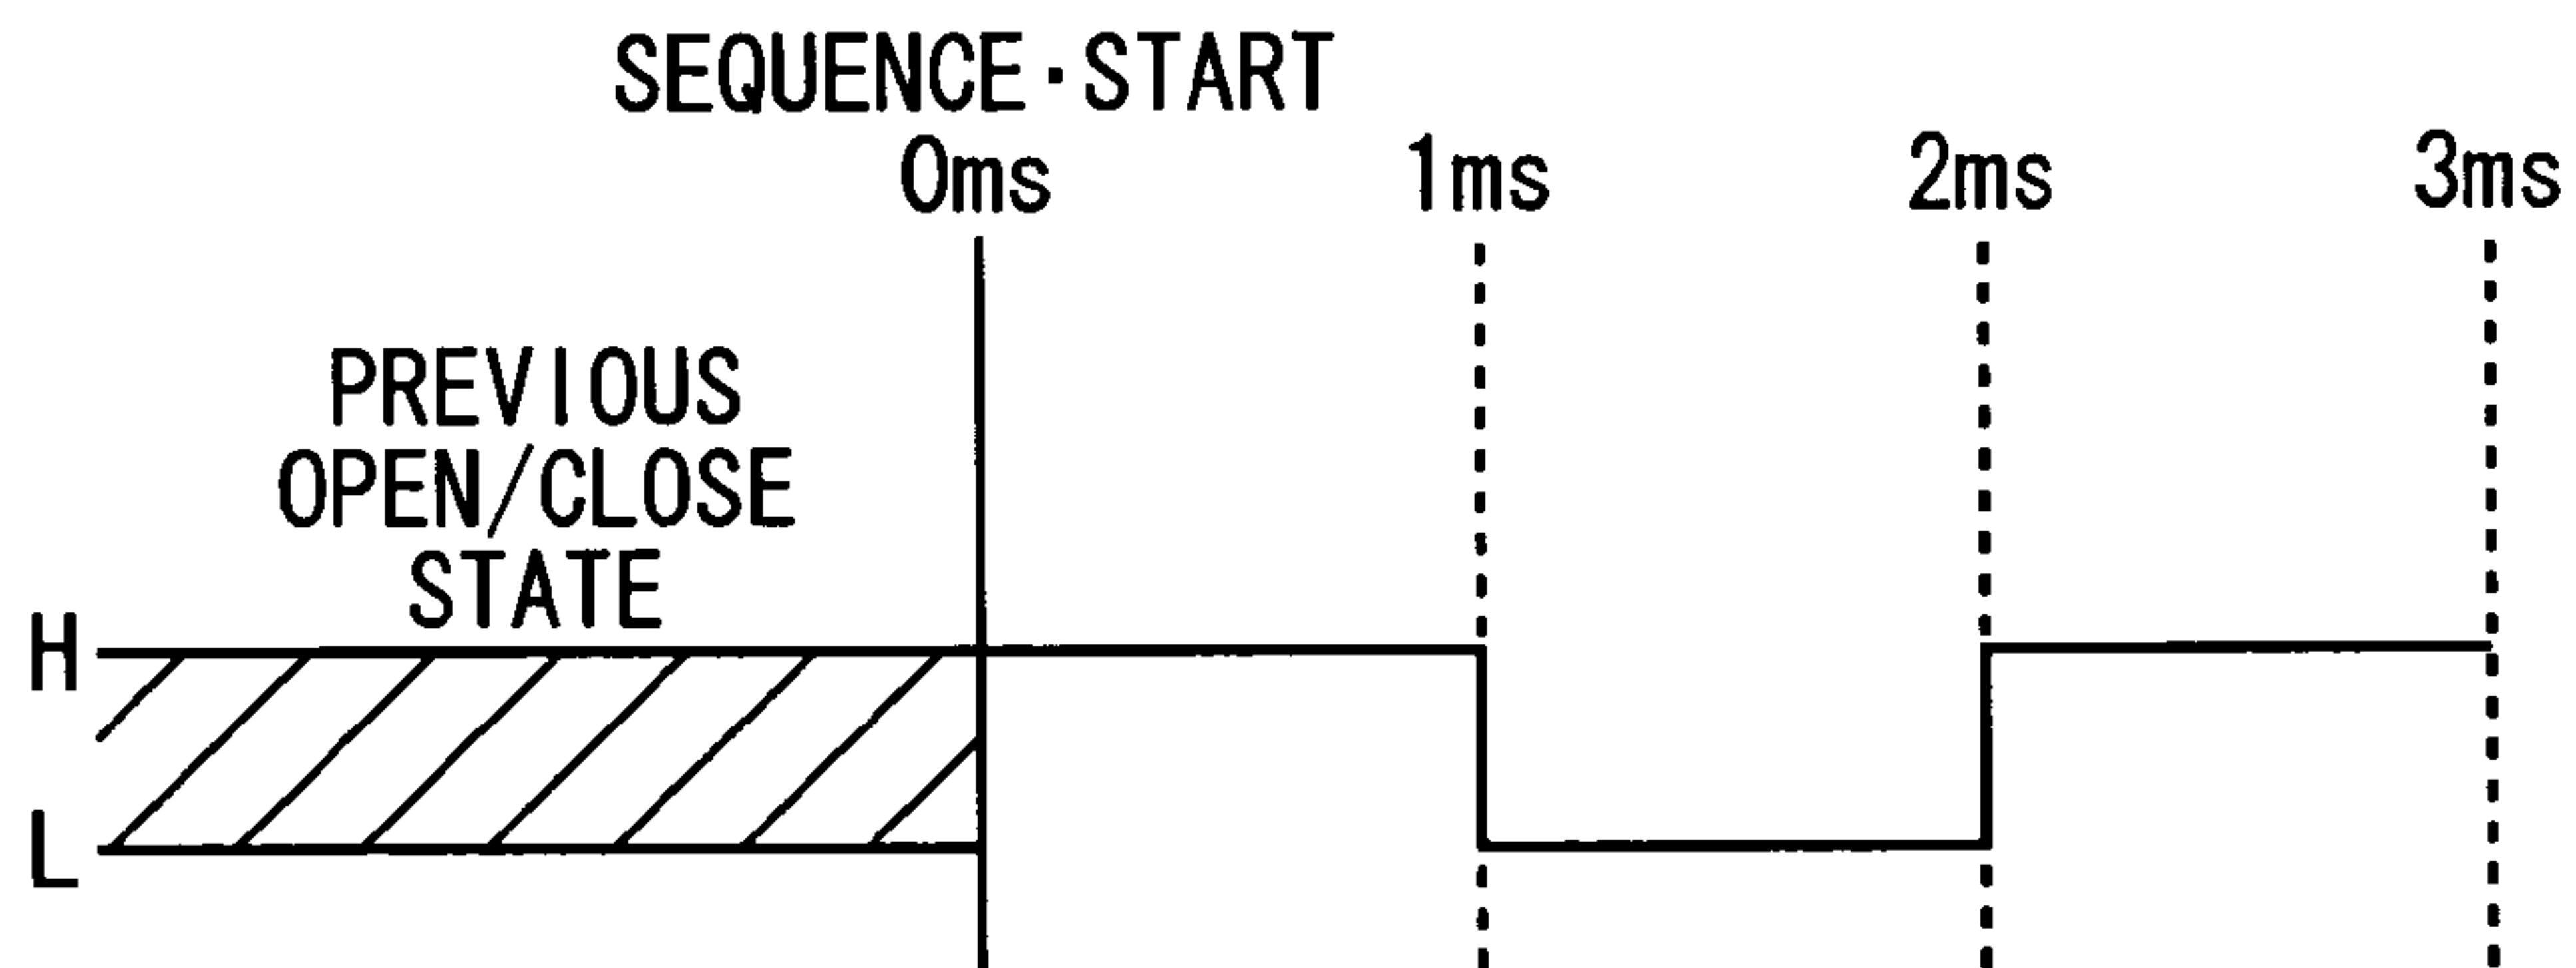 SEQUENCE·START
0ms 1ms 2ms 3ms
PREVIOUS
OPEN/CLOSE
STATE
H
L